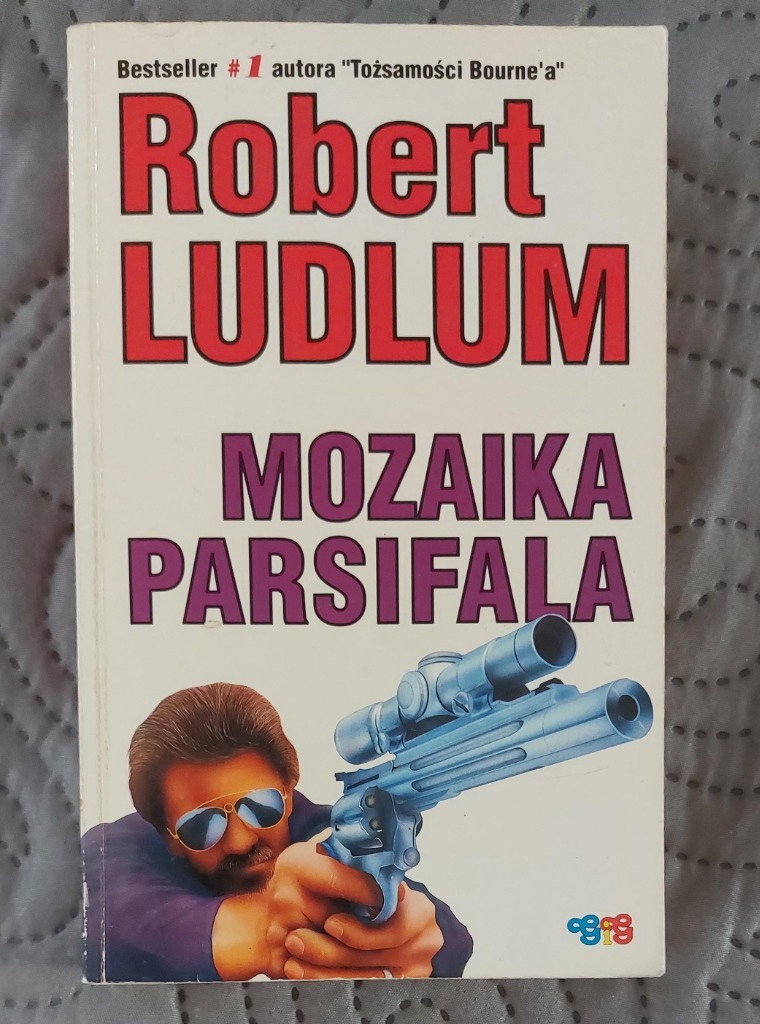 Bestseller #1 autora "Tożsamości Bourne'a"
Robert
LUDLUM
MOZAIKA
PARSIFALA